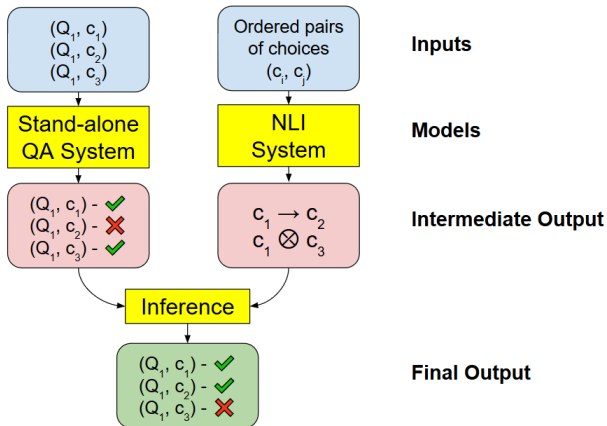 (Q₁, c₁)
(Q₁, c₂)
(Q₁, c₃)
Ordered pairs
of choices
(cᵢ, cⱼ)
Inputs
Stand-alone
QA System
NLI
System
Models
(Q₁, c₁) - ✔
(Q₁, c₂) - ✘
(Q₁, c₃) - ✔
c₁ → c₂
c₁ ⊗ c₃
Intermediate Output
Inference
(Q₁, c₁) - ✔
(Q₁, c₂) - ✔
(Q₁, c₃) - ✘
Final Output